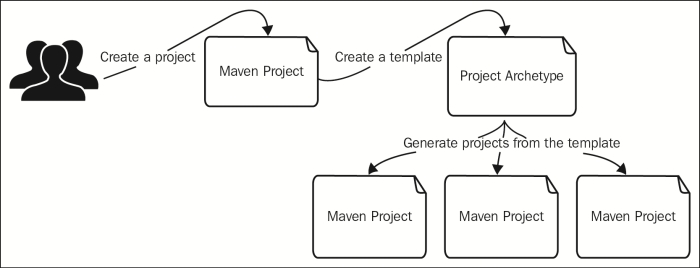 Create a project
Maven Project
Create a template
Project Archetype
Generate projects from the template
Maven Project
Maven Project
Maven Project